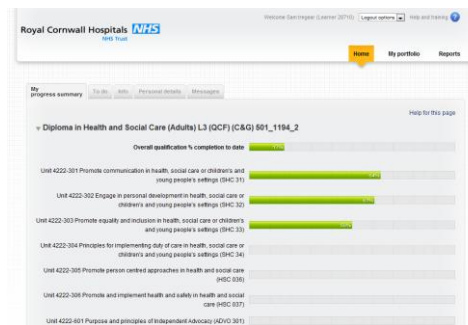 Welcome Dan Tregear (Learner 20710) Logout options Help and training
Royal Cornwall Hospitals NHS
NHS Trust
Home My portfolio Reports
My progress summary To do Info Personal details Messages
Help for this page
Diploma in Health and Social Care (Adults) L3 (QCF) (C&G) 501_1194_2
Overall qualification % completion to date
Unit 4222-301 Promote communication in health, social care or children's and
young people's settings (SHC 31)
Unit 4222-302 Engage in personal development in health, social care or
children's and young people's settings (SHC 32)
Unit 4222-303 Promote equality and inclusion in health, social care or children's
and young people's settings (SHC 33)
Unit 4222-304 Principles for implementing duty of care in health, social care or
children's and young people's settings (SHC 34)
Unit 4222-305 Promote person centred approaches in health and social care
(HSC 036)
Unit 4222-306 Promote and implement health and safety in health and social
care (HSC 037)
Unit 4222-601 Purpose and principles of Independent Advocacy (ADVO 301)